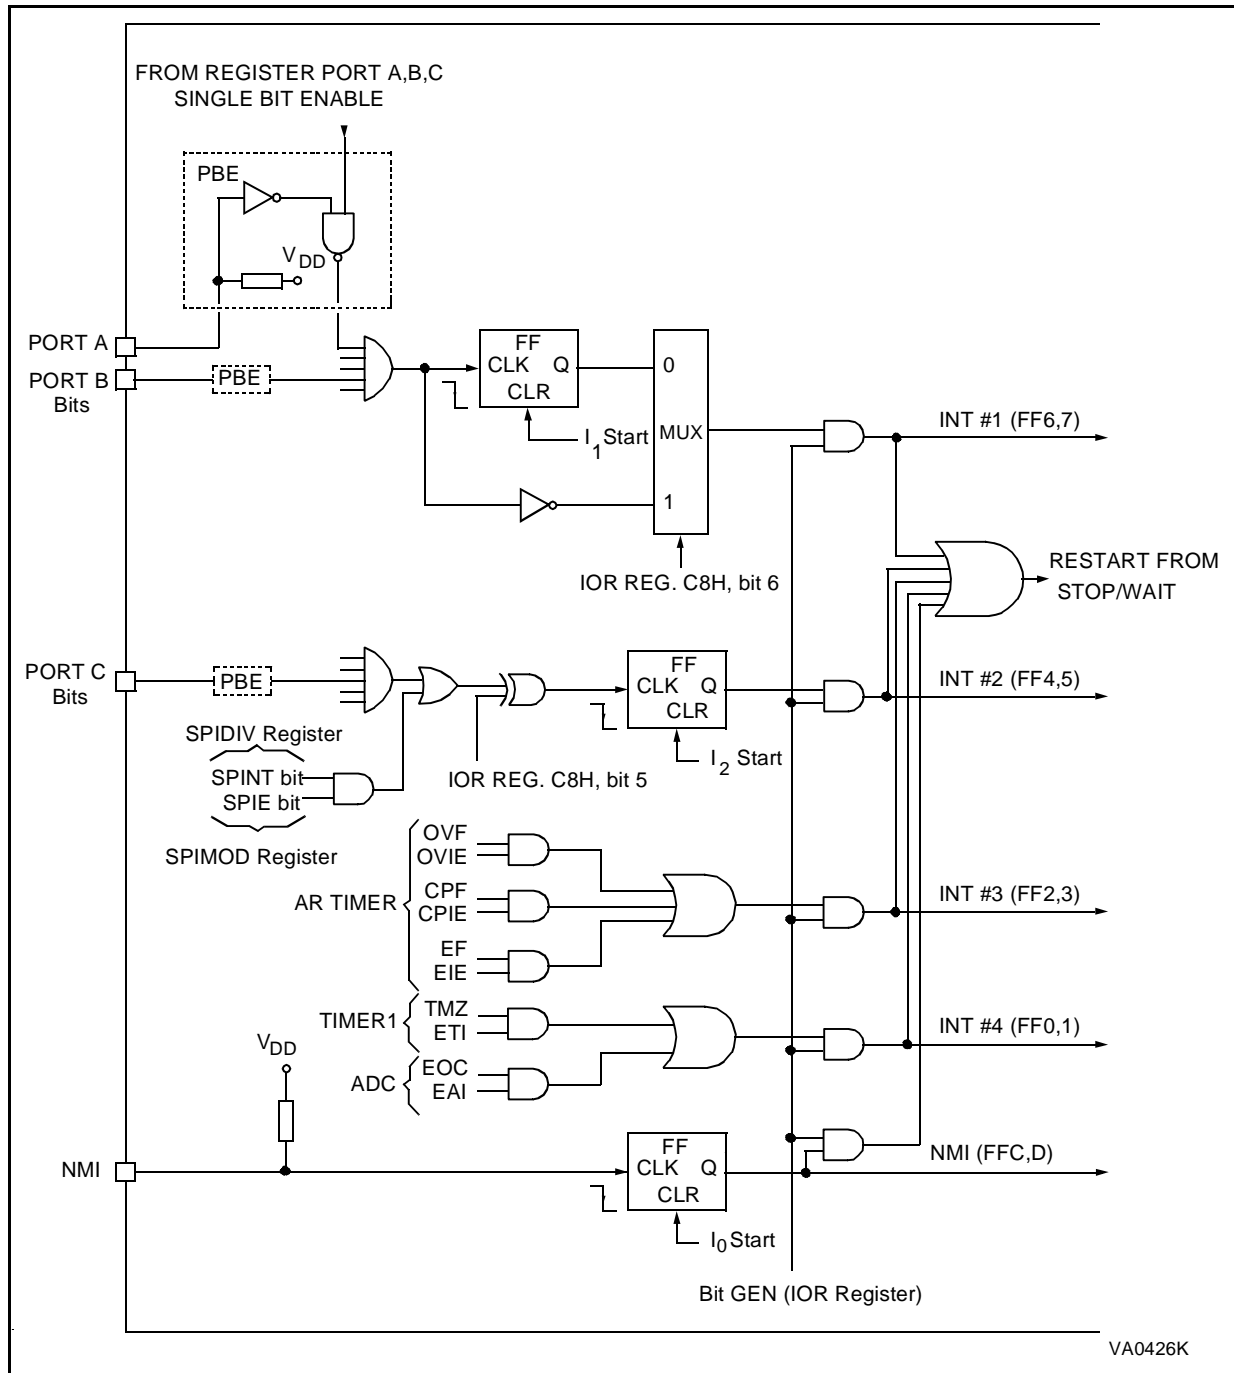 FROM REGISTER PORT A,B,C
SINGLE BIT ENABLE
PBE
VDD
PORT A
PORT B
Bits
PBE
FF
CLK Q
CLR
I1 Start
0
MUX
1
IOR REG. C8H, bit 6
INT #1 (FF6,7)
RESTART FROM
STOP/WAIT
PORT C
Bits
PBE
FF
CLK Q
CLR
I2 Start
INT #2 (FF4,5)
SPIDIV Register
SPINT bit
SPIE bit
SPIMOD Register
IOR REG. C8H, bit 5
AR TIMER
OVF
OVIE
CPF
CPIE
EF
EIE
INT #3 (FF2,3)
TIMER1
TMZ
ETI
ADC
EOC
EAI
INT #4 (FF0,1)
VDD
NMI
FF
CLK Q
CLR
I0 Start
NMI (FFC,D)
Bit GEN (IOR Register)
VA0426K